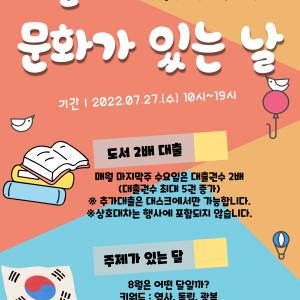 문화가 있는 날
기간 | 2022.07.27.(수) 10시~19시
도서 2배 대출
매월 마지막주 수요일은 대출권수 2배
(대출권수 최대 5권 증가)
※ 추가대출은 대스크에서만 가능합니다.
※상호대차는 행사에 포함되지 않습니다.
주제가 있는 달
8월은 어떤 달일까?
키워드 : 역사, 독립, 광복